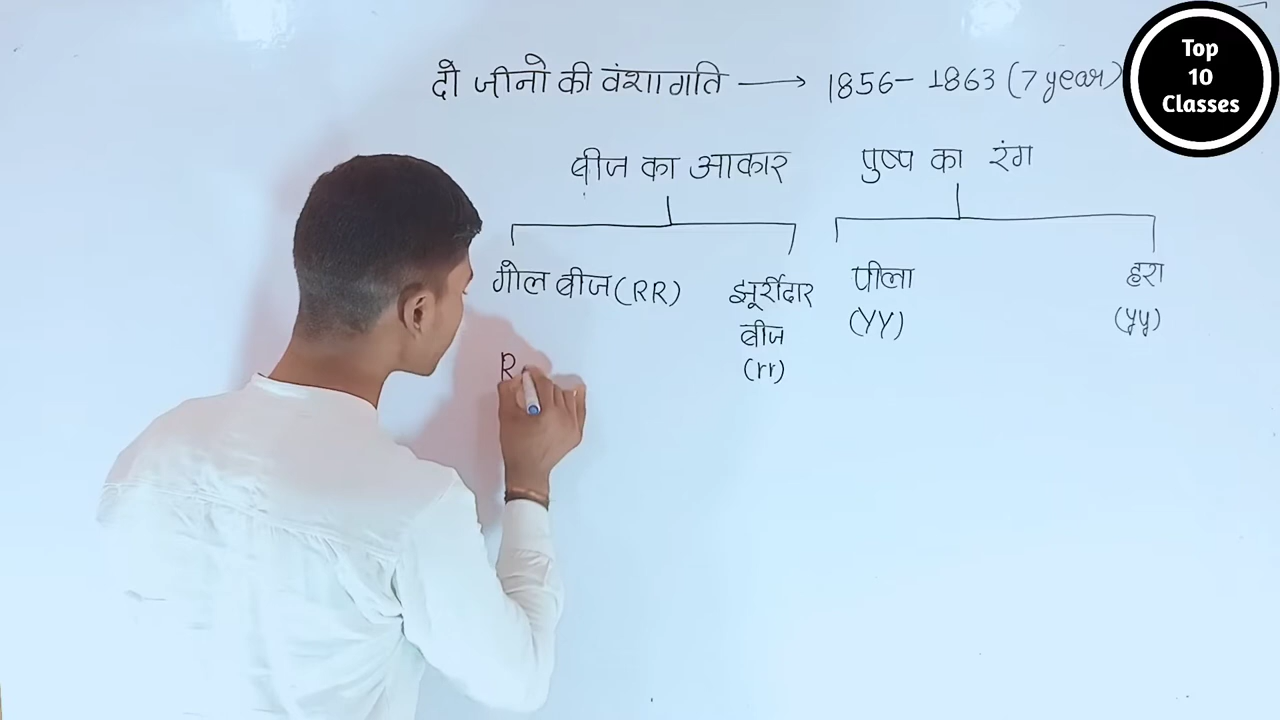 दो जीनो की वंशागति → 1856- 1863 (7 year)
बीज का आकार पुष्प का रंग
गोल बीज (RR) झूर्रीदार बीज (rr) पीला (YY) हरा (yy)
R
Top 10 Classes